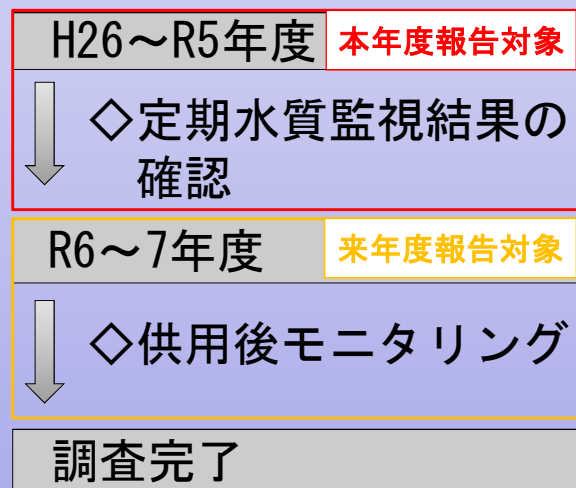 H26～R5年度 本年度報告対象
◇定期水質監視結果の
確認
R6～7年度 来年度報告対象
◇供用後モニタリング
調査完了